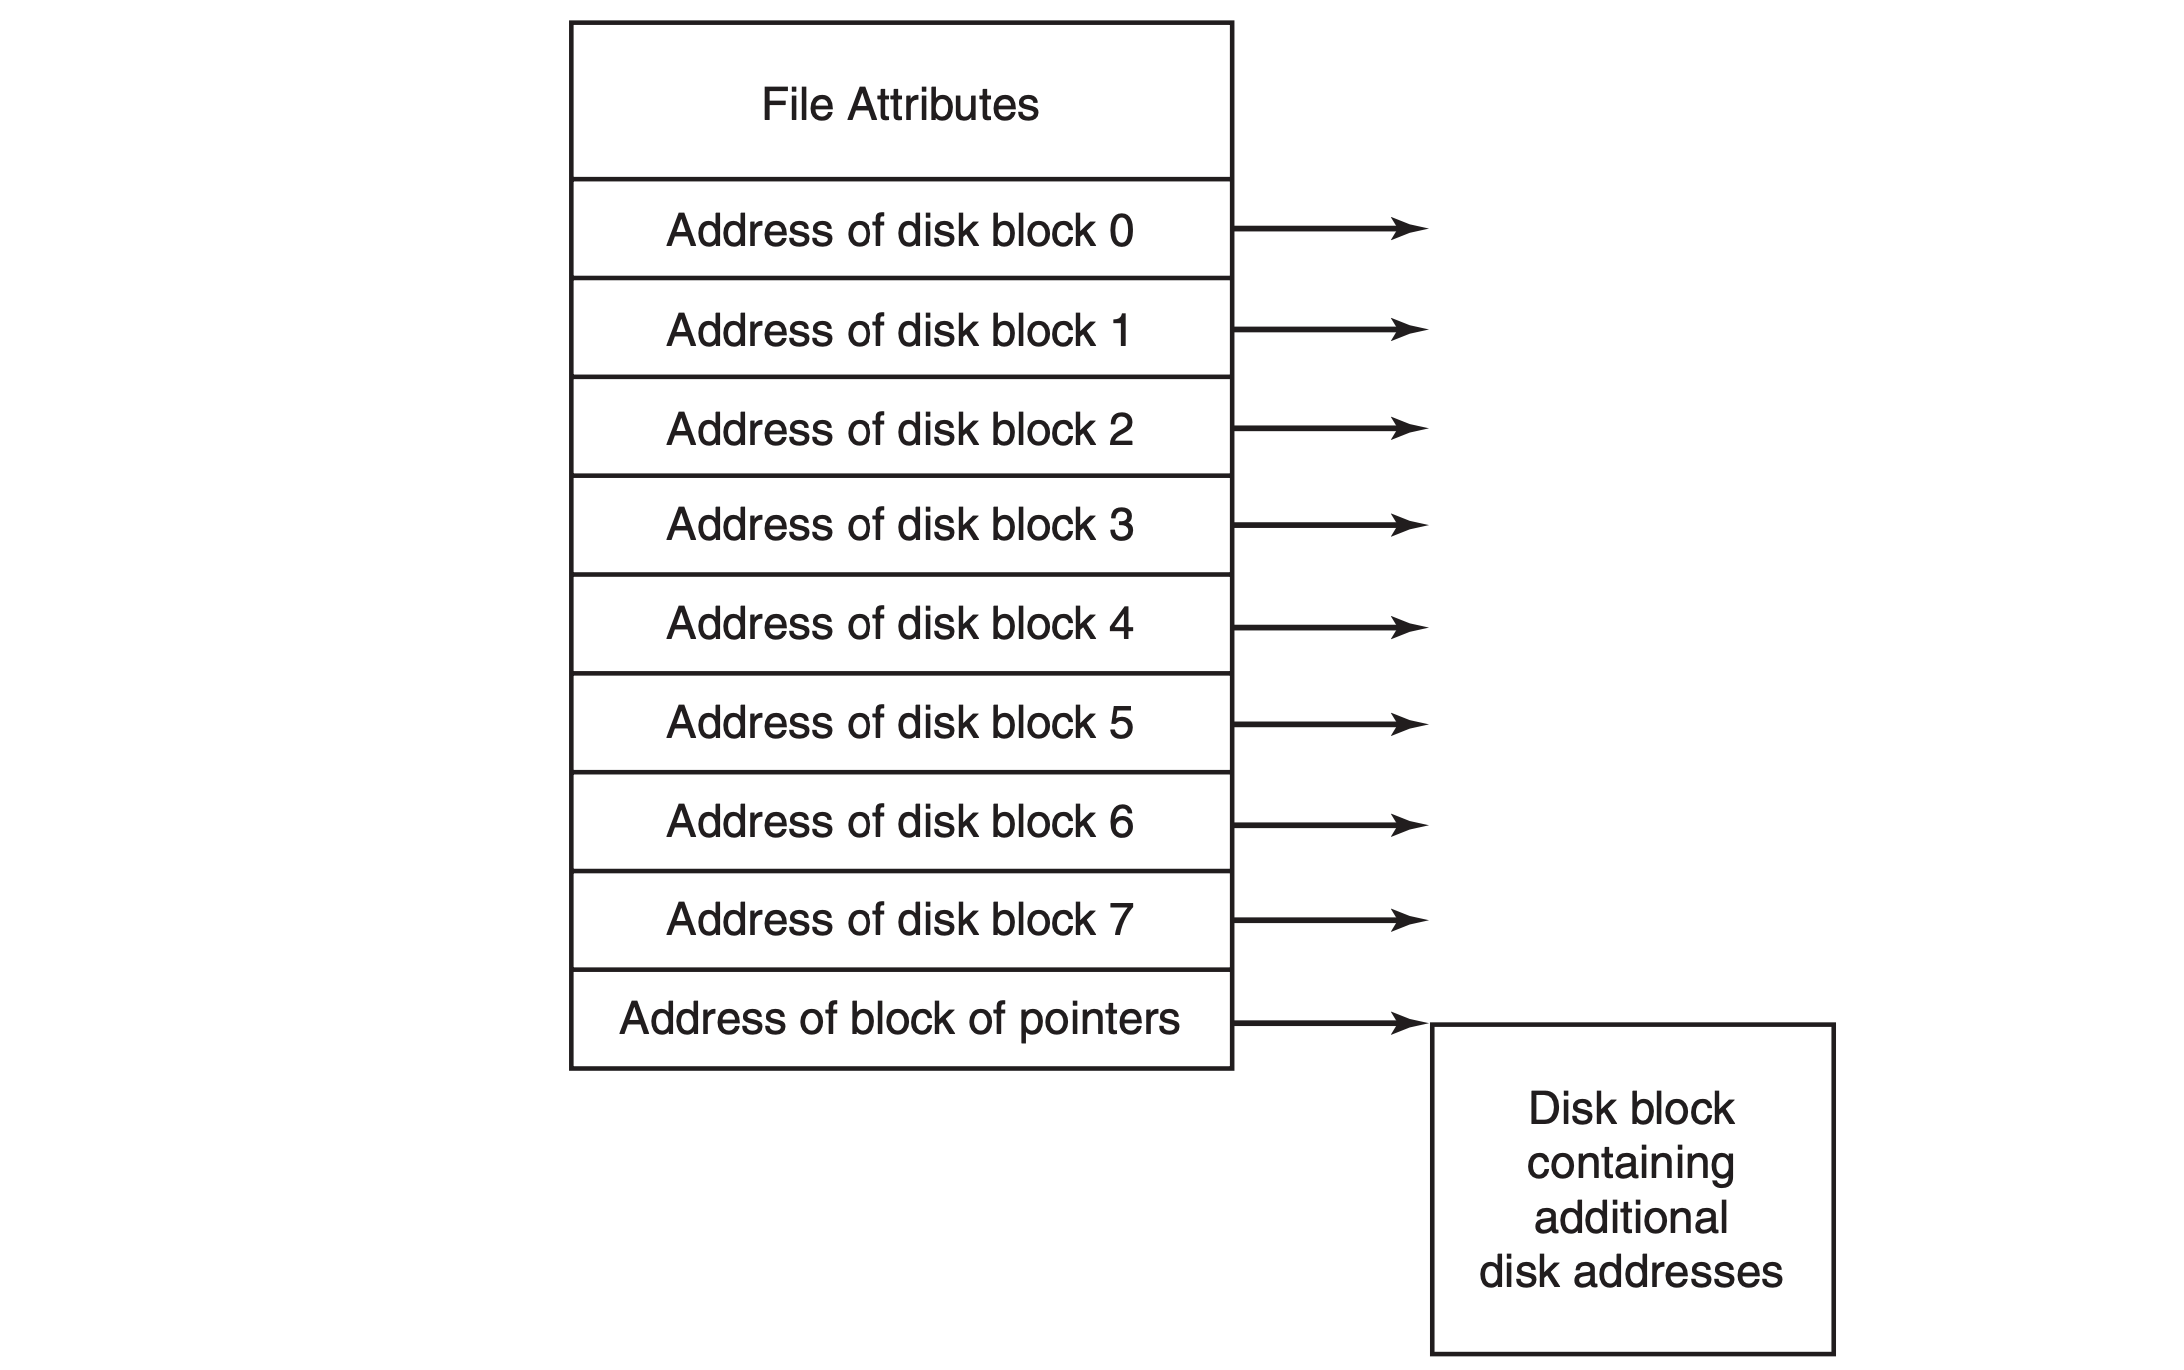 File Attributes
Address of disk block 0
Address of disk block 1
Address of disk block 2
Address of disk block 3
Address of disk block 4
Address of disk block 5
Address of disk block 6
Address of disk block 7
Address of block of pointers
Disk block
containing
additional
disk addresses